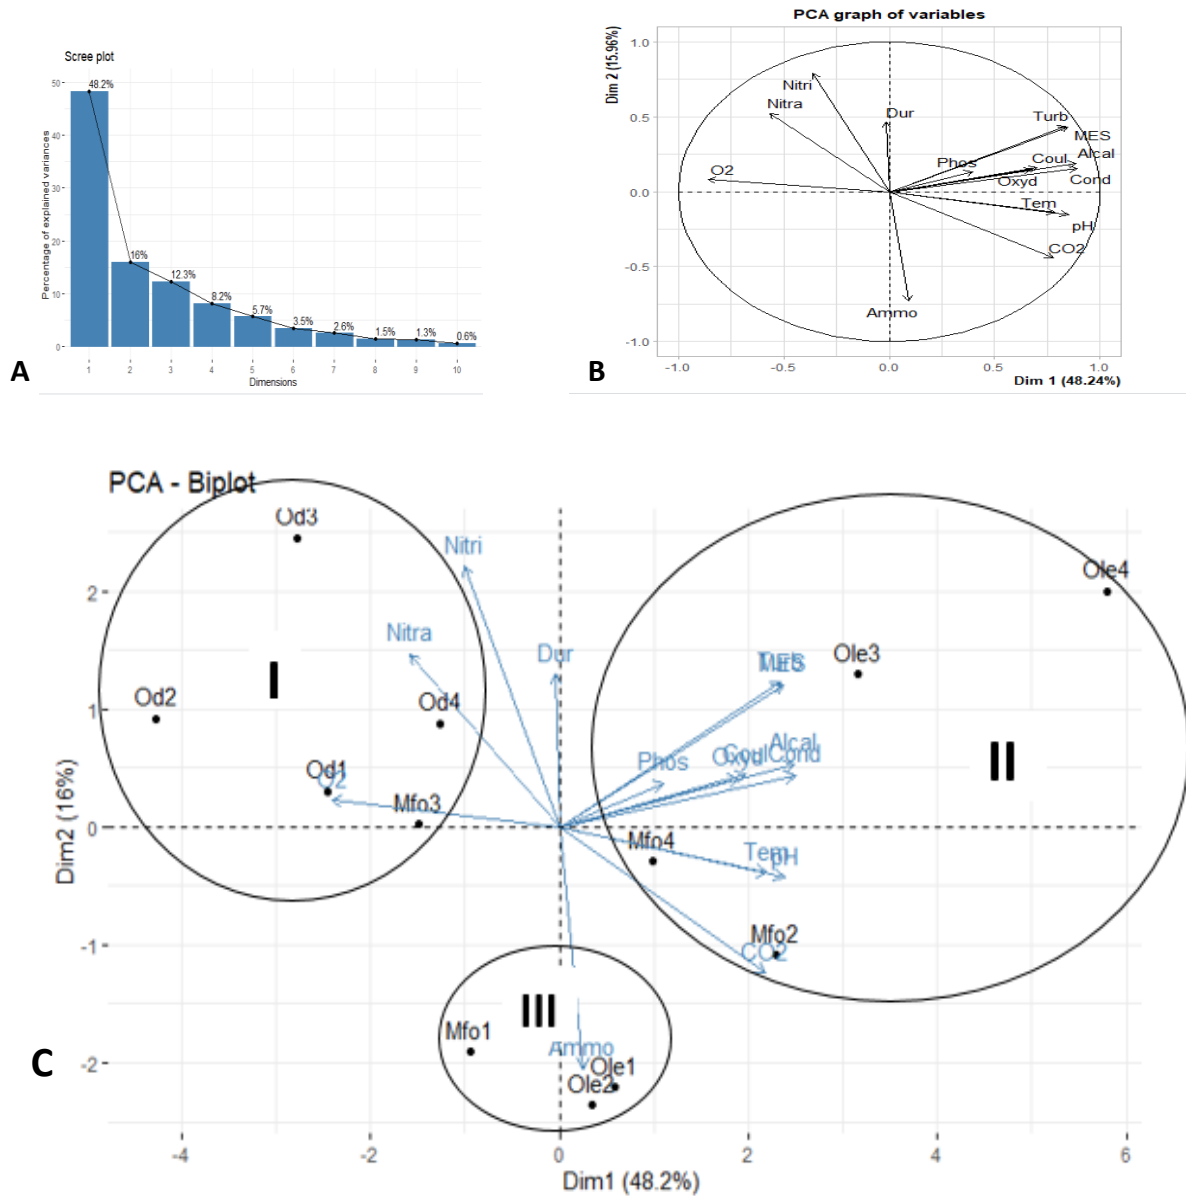 Scree plot
Percentage of explained variances
50
40
30
20
10
0
48.2%
16%
12.3%
8.2%
5.7%
3.5%
2.6%
1.5%
1.3%
0.6%
1 2 3 4 5 6 7 8 9 10
Dimensions
A
PCA graph of variables
Dim 2 (15.96%)
1.0
0.5
0.0
-0.5
-1.0
Nitri
Nitra
Dur
Turb
MES
O2
Phos
Coul
Alcal
Oxyd
Cond
Tem
pH
CO2
Ammo
-1.0 -0.5 0.0 0.5 1.0
Dim 1 (48.24%)
B
PCA - Biplot
Dim2 (16%)
2
1
0
-1
-2
Od3
Nitri
Ole4
Nitra
Dur
Turb
MES
Ole3
I
Od2
Od4
Alcal
II
Phos
Oxyd
Coul
Cond
Od1
O2
Mfo3
Mfo4
Tem
pH
Mfo2
CO2
III
Mfo1
Ammo
Ole1
Ole2
C
-4 -2 0 2 4 6
Dim1 (48.2%)